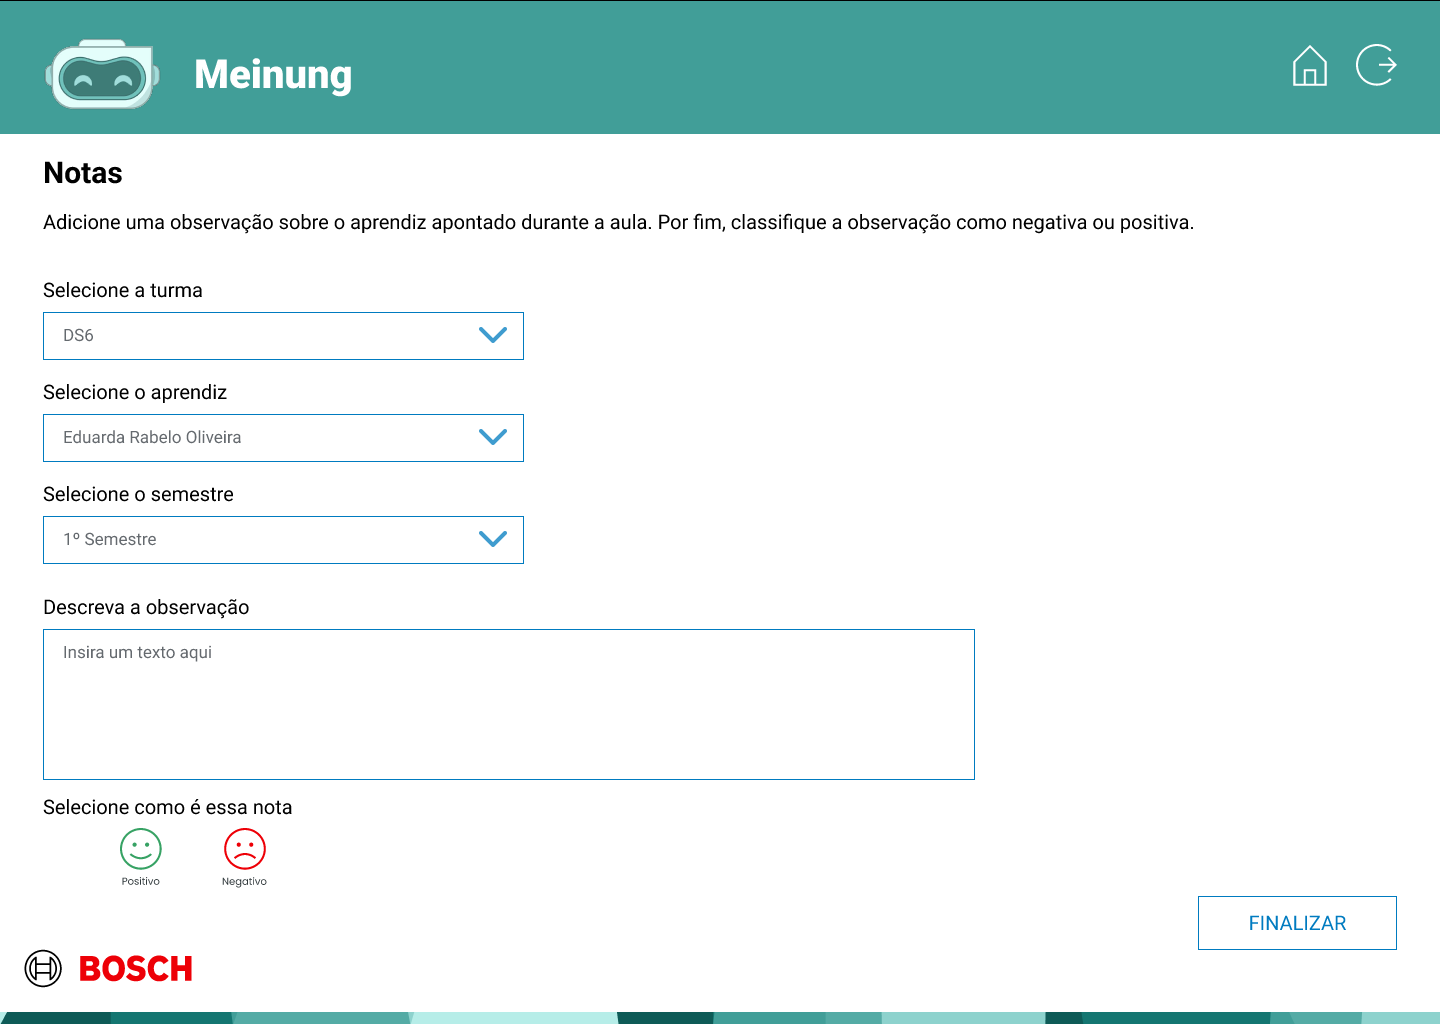 Meinung
Notas
Adicione uma observação sobre o aprendiz apontado durante a aula. Por fim, classifique a observação como negativa ou positiva.
Selecione a turma
DS6
Selecione o aprendiz
Eduarda Rabelo Oliveira
Selecione o semestre
1º Semestre
Descreva a observação
Insira um texto aqui
Selecione como é essa nota
Positivo Negativo
FINALIZAR
BOSCH